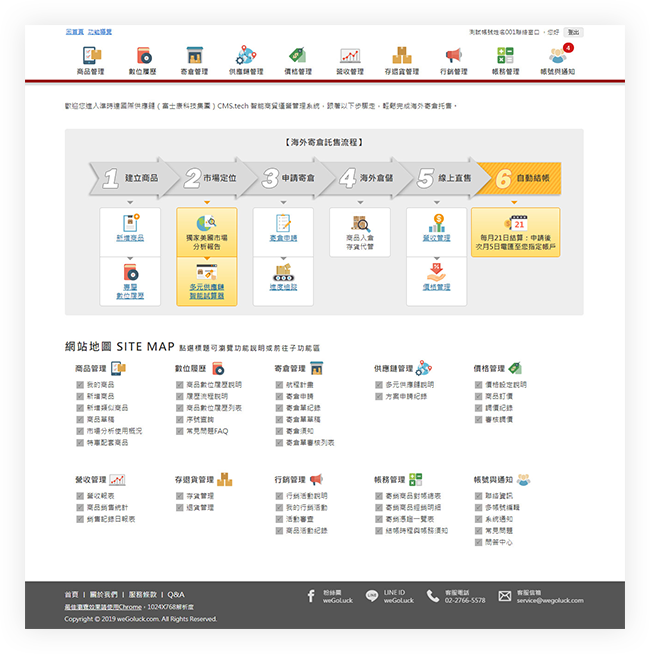 回首頁 功能導覽
測試帳號姓名001聯絡窗口，您好 登出
4
商品管理 數位履歷 寄倉管理 供應鏈管理 價格管理 營收管理 存退貨管理 行銷管理 帳務管理 帳號與通知
歡迎您進入準時達國際供應鏈（富士康科技集團）CMS.tech 智能商貿運營管理系統，跟著以下步驟走，輕鬆完成海外寄倉托售。
【海外寄倉託售流程】
1 建立商品 2 市場定位 3 申請寄倉 4 海外倉儲 5 線上直售 6 自動結帳
新增商品 獨家美國市場 寄倉申請 商品入倉 營收管理 每月21日結算：申請後
分析報告 存貨代管 次月5日電匯至您指定帳戶
專屬 多元供應鏈 進度追蹤 價格管理
數位履歷 智能試算器
網站地圖 SITE MAP 點選標題可瀏覽功能說明或前往子功能區
商品管理 數位履歷 寄倉管理 供應鏈管理 價格管理
我的商品 商品數位履歷說明 航程計畫 多元供應鏈說明 價格設定說明
新增商品 履歷流程說明 寄倉申請 方案申請紀錄 商品訂價
新增類似商品 商品數位履歷列表 寄倉單紀錄 調價紀錄
商品草稿 序號查詢 寄倉單草稿 審核調價
市場分析使用概況 常見問題FAQ 寄倉須知
特惠配套商品 寄倉單審核列表
營收管理 存退貨管理 行銷管理 帳務管理 帳號與通知
營收報表 存貨管理 行銷活動說明 寄銷商品對帳總表 聯絡資訊
商品銷售統計 退貨管理 我的行銷活動 寄銷商品經銷明細 多帳號編輯
銷售記錄日報表 活動審查 寄銷憑證一覽表 系統通知
商品活動紀錄 結帳時程與帳務須知 常見問題
問答中心
首頁 | 關於我們 | 服務條款 | Q&A
最佳瀏覽效果請使用Chrome，1024X768解析度
Copyright © 2019 weGoluck.com. All Rights Reserved.
粉絲團 LINE ID 客服電話 客服信箱
weGoLuck weGoLuck 02-2766-5578 service@wegoluck.com